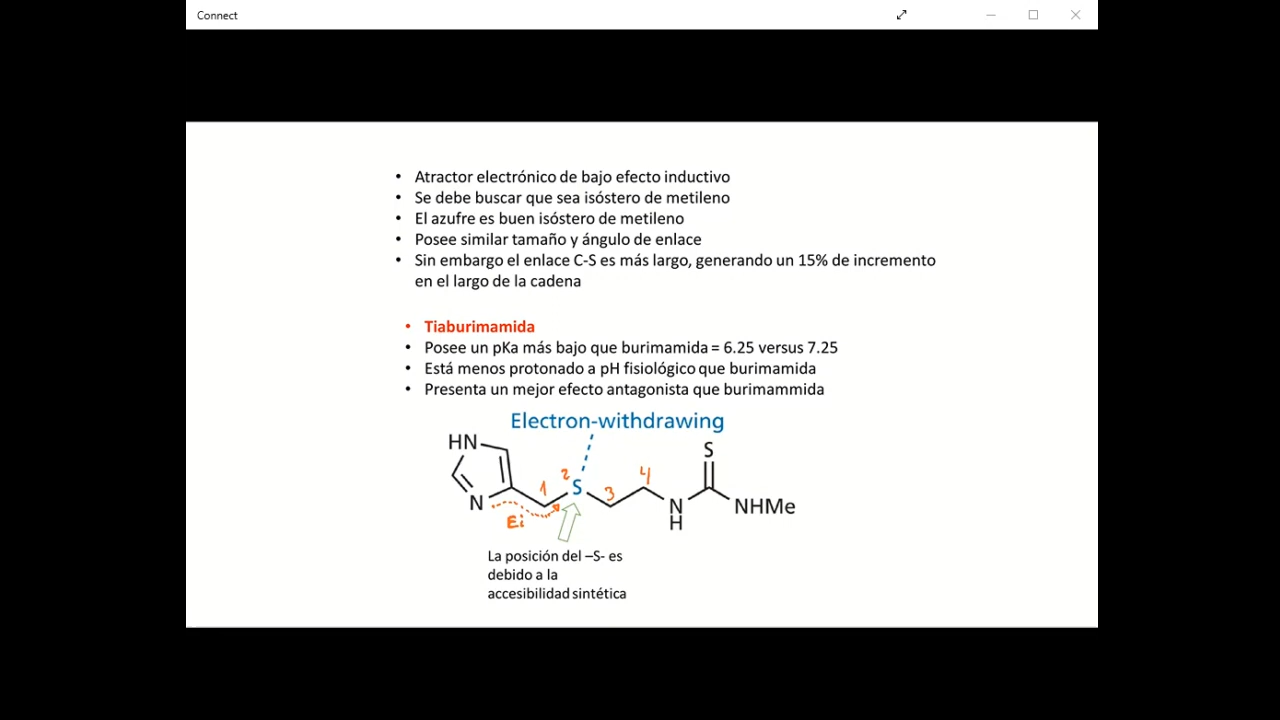 Connect
• Atractor electrónico de bajo efecto inductivo
• Se debe buscar que sea isóstero de metileno
• El azufre es buen isóstero de metileno
• Posee similar tamaño y ángulo de enlace
• Sin embargo el enlace C-S es más largo, generando un 15% de incremento
en el largo de la cadena
• Tiaburimamida
• Posee un pKa más bajo que burimamida = 6.25 versus 7.25
• Está menos protonado a pH fisiológico que burimamida
• Presenta un mejor efecto antagonista que burimammida
Electron-withdrawing
HN
S
2
4
1
S
3
N
N
H
NHMe
Ei
La posición del –S- es
debido a la
accesibilidad sintética